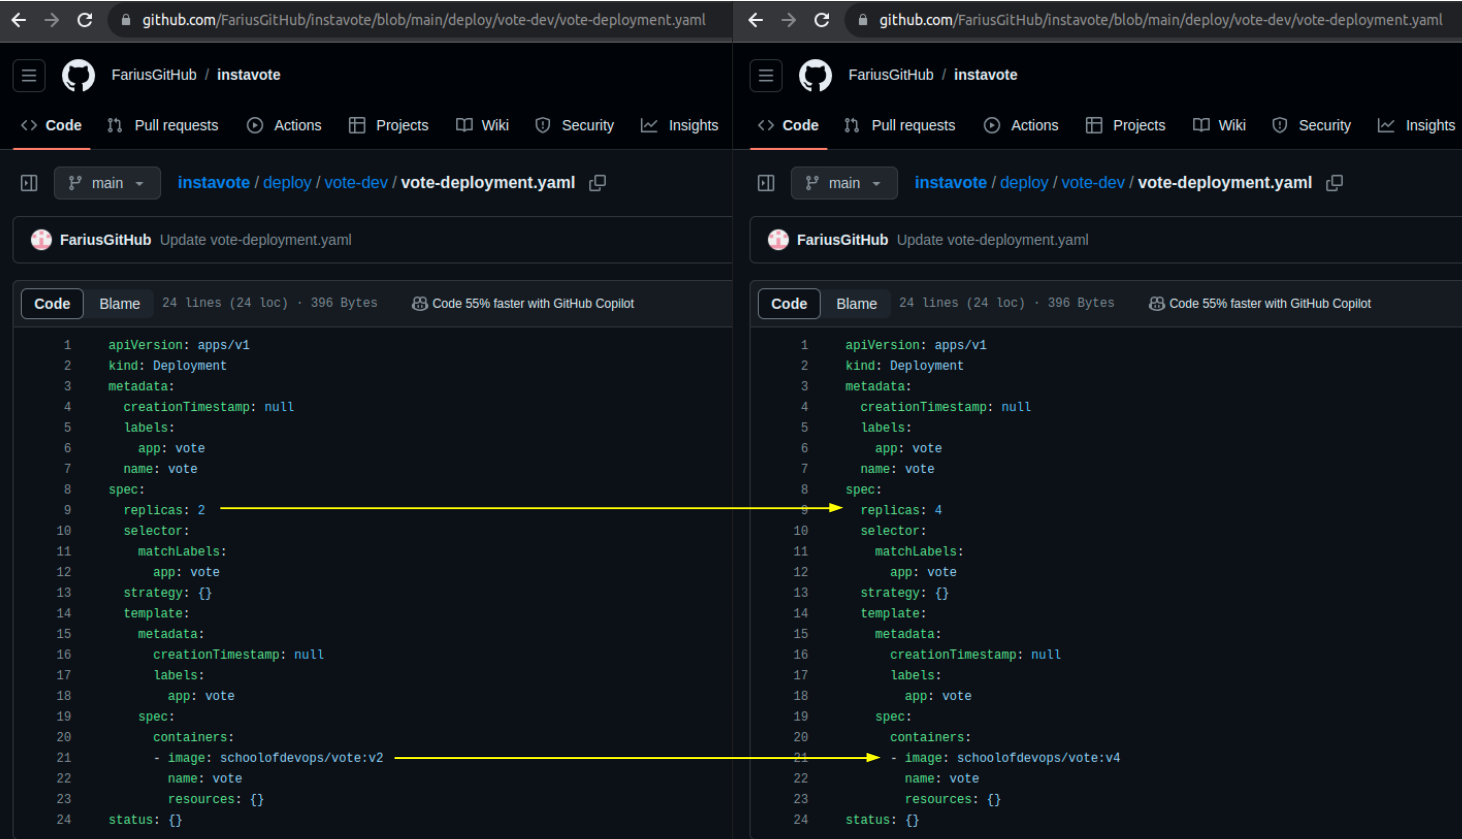 github.com/FariusGitHub/instavote/blob/main/deploy/vote-dev/vote-deployment.yaml
FariusGitHub / instavote
Code Pull requests Actions Projects Wiki Security Insights
main instavote / deploy / vote-dev / vote-deployment.yaml
FariusGitHub Update vote-deployment.yaml
Code Blame 24 lines (24 loc) · 396 Bytes Code 55% faster with GitHub Copilot
1 apiVersion: apps/v1
2 kind: Deployment
3 metadata:
4 creationTimestamp: null
5 labels:
6 app: vote
7 name: vote
8 spec:
9 replicas: 2
10 selector:
11 matchLabels:
12 app: vote
13 strategy: {}
14 template:
15 metadata:
16 creationTimestamp: null
17 labels:
18 app: vote
19 spec:
20 containers:
21 - image: schoolofdevops/vote:v2
22 name: vote
23 resources: {}
24 status: {}
github.com/FariusGitHub/instavote/blob/main/deploy/vote-dev/vote-deployment.yaml
FariusGitHub / instavote
Code Pull requests Actions Projects Wiki Security Insights
main instavote / deploy / vote-dev / vote-deployment.yaml
FariusGitHub Update vote-deployment.yaml
Code Blame 24 lines (24 loc) · 396 Bytes Code 55% faster with GitHub Copilot
1 apiVersion: apps/v1
2 kind: Deployment
3 metadata:
4 creationTimestamp: null
5 labels:
6 app: vote
7 name: vote
8 spec:
9 replicas: 4
10 selector:
11 matchLabels:
12 app: vote
13 strategy: {}
14 template:
15 metadata:
16 creationTimestamp: null
17 labels:
18 app: vote
19 spec:
20 containers:
21 - image: schoolofdevops/vote:v4
22 name: vote
23 resources: {}
24 status: {}